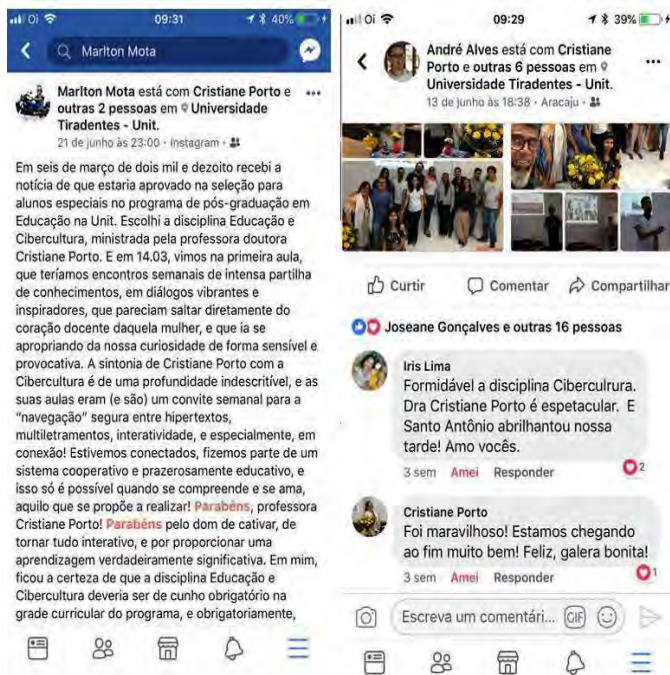 Oi 09:31 40%
Marlton Mota
Marlton Mota está com Cristiane Porto e
outras 2 pessoas em Universidade
Tiradentes - Unit.
21 de junho às 23:00 · Instagram ·
Em seis de março de dois mil e dezoito recebi a
notícia de que estaria aprovado na seleção para
alunos especiais no programa de pós-graduação em
Educação na Unit. Escolhi a disciplina Educação e
Cibercultura, ministrada pela professora doutora
Cristiane Porto. E em 14.03, vimos na primeira aula,
que teríamos encontros semanais de intensa partilha
de conhecimentos, em diálogos vibrantes e
inspiradores, que pareciam saltar diretamente do
coração docente daquela mulher, e que ia se
apropriando da nossa curiosidade de forma sensível e
provocativa. A sintonia de Cristiane Porto com a
Cibercultura é de uma profundidade indescritível, e as
suas aulas eram (e são) um convite semanal para a
“navegação” segura entre hipertextos,
multiletramentos, interatividade, e especialmente, em
conexão! Estivemos conectados, fizemos parte de um
sistema cooperativo e prazerosamente educativo, e
isso só é possível quando se compreende e se ama,
aquilo que se propõe a realizar! Parabéns, professora
Cristiane Porto! Parabéns pelo dom de cativar, de
tornar tudo interativo, e por proporcionar uma
aprendizagem verdadeiramente significativa. Em mim,
ficou a certeza de que a disciplina Educação e
Cibercultura deveria ser de cunho obrigatório na
grade curricular do programa, e obrigatoriamente,
Oi 09:29 39%
André Alves está com Cristiane
Porto e outras 6 pessoas em
Universidade Tiradentes - Unit.
13 de junho às 18:38 · Aracaju ·
Curtir Comentar Compartilhar
Joseane Gonçalves e outras 16 pessoas
Iris Lima
Formidável a disciplina Ciberculrura.
Dra Cristiane Porto é espetacular. E
Santo Antônio abrilhantou nossa
tarde! Amo vocês.
3 sem Amei Responder 2
Cristiane Porto
Foi maravilhoso! Estamos chegando
ao fim muito bem! Feliz, galera bonita!
3 sem Amei Responder 1
Escreva um comentári... GIF